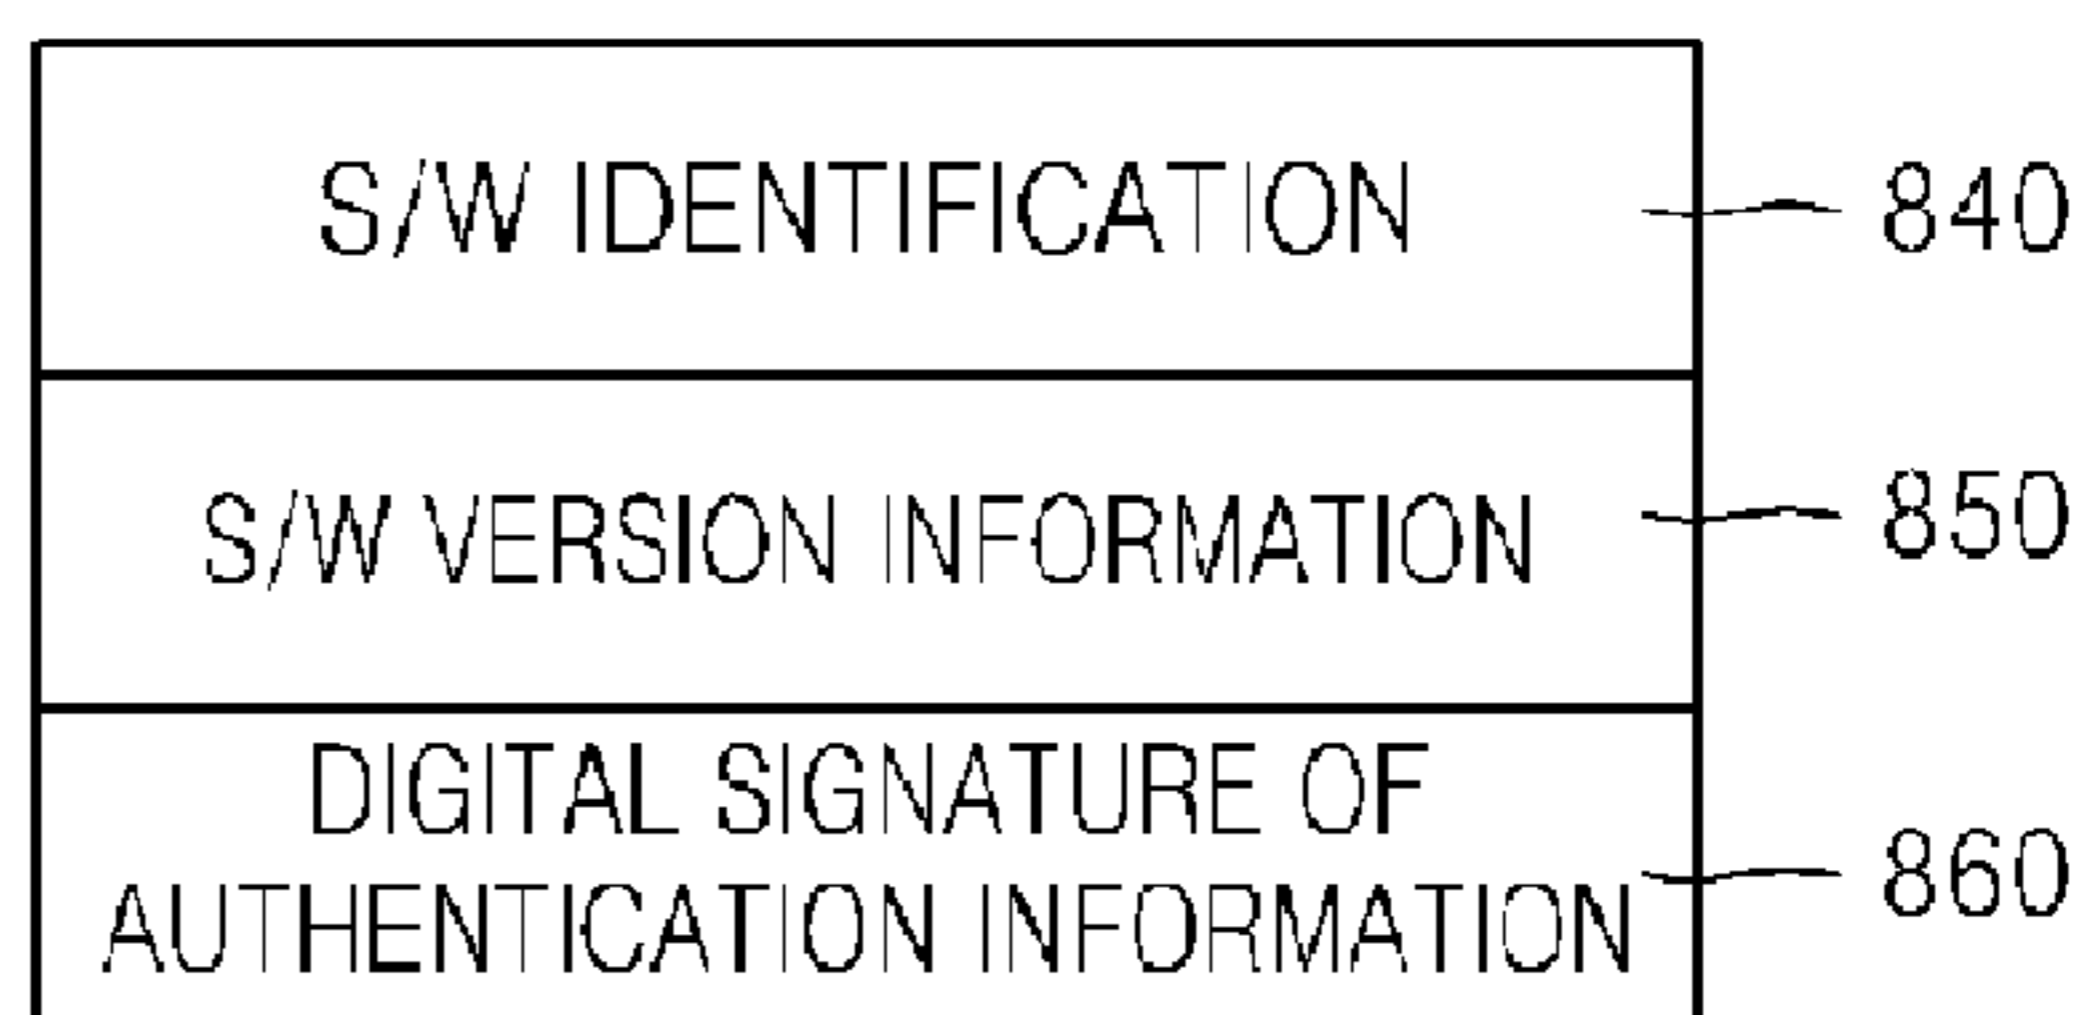 S/W IDENTIFICATION 840
S/W VERSION INFORMATION 850
DIGITAL SIGNATURE OF
AUTHENTICATION INFORMATION 860